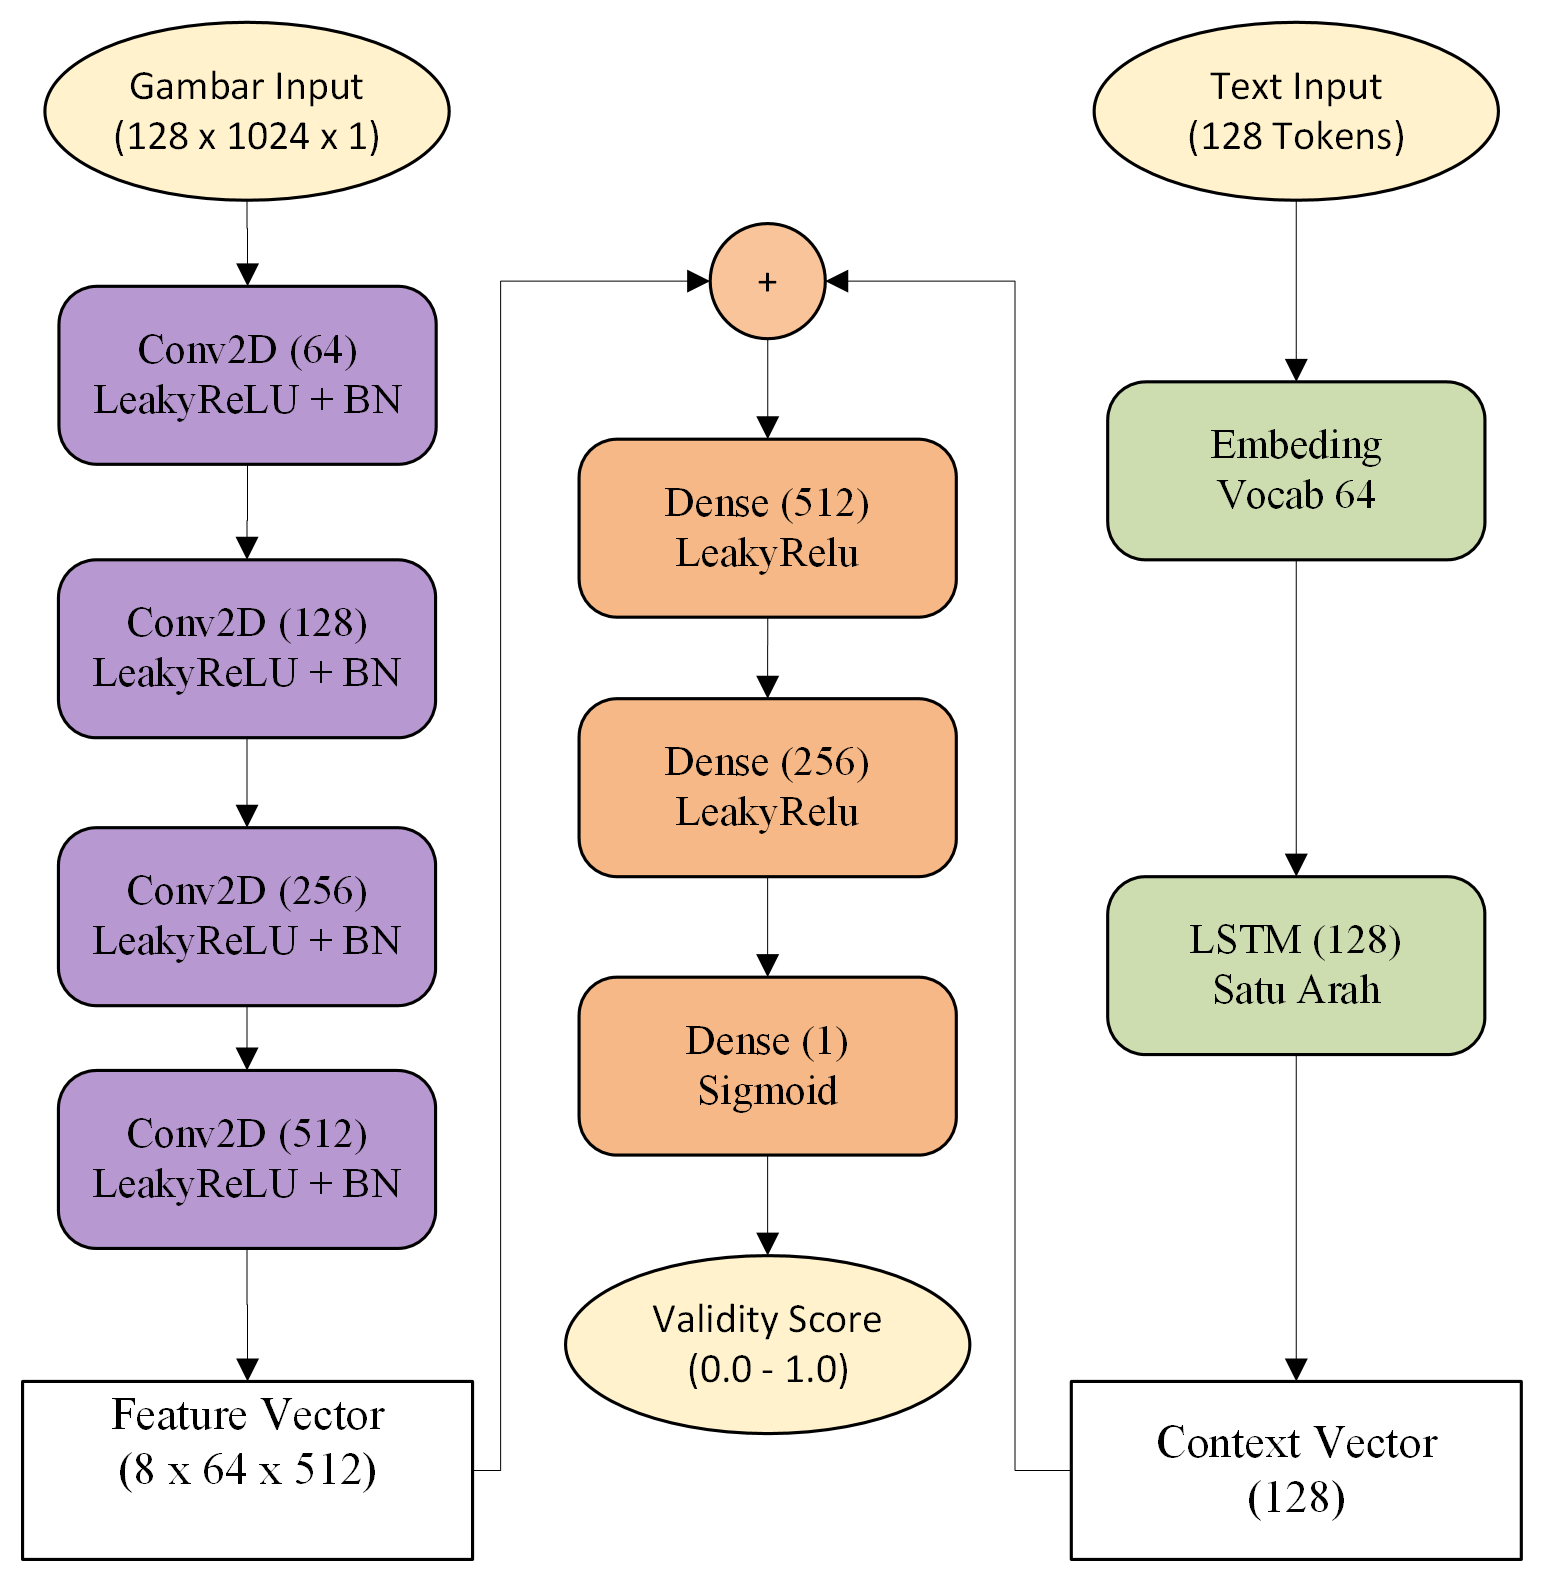 Gambar Input
(128 x 1024 x 1)
Conv2D (64)
LeakyReLU + BN
Conv2D (128)
LeakyReLU + BN
Conv2D (256)
LeakyReLU + BN
Conv2D (512)
LeakyReLU + BN
Feature Vector
(8 x 64 x 512)
+
Dense (512)
LeakyRelu
Dense (256)
LeakyRelu
Dense (1)
Sigmoid
Validity Score
(0.0 - 1.0)
Text Input
(128 Tokens)
Embeding
Vocab 64
LSTM (128)
Satu Arah
Context Vector
(128)